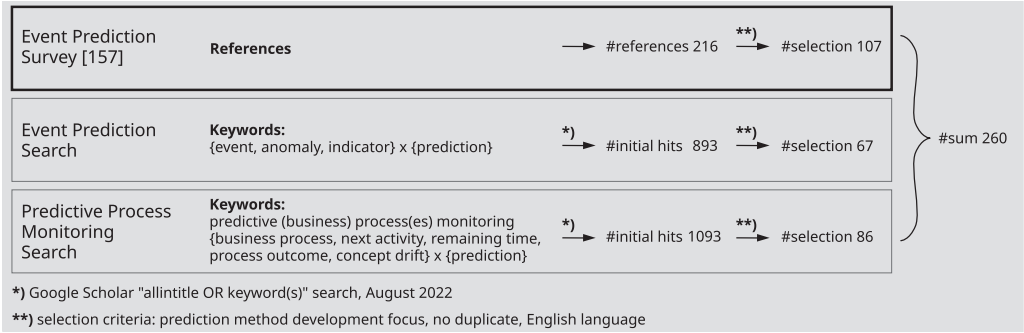 Event Prediction
Survey [157]
References
#references 216
**)
#selection 107
Event Prediction
Search
Keywords:
{event, anomaly, indicator} x {prediction}
*)
#initial hits 893
**)
#selection 67
#sum 260
Predictive Process
Monitoring
Search
Keywords:
predictive (business) process(es) monitoring
{business process, next activity, remaining time,
process outcome, concept drift} x {prediction}
*)
#initial hits 1093
**)
#selection 86
*) Google Scholar "allintitle OR keyword(s)" search, August 2022
**) selection criteria: prediction method development focus, no duplicate, English language